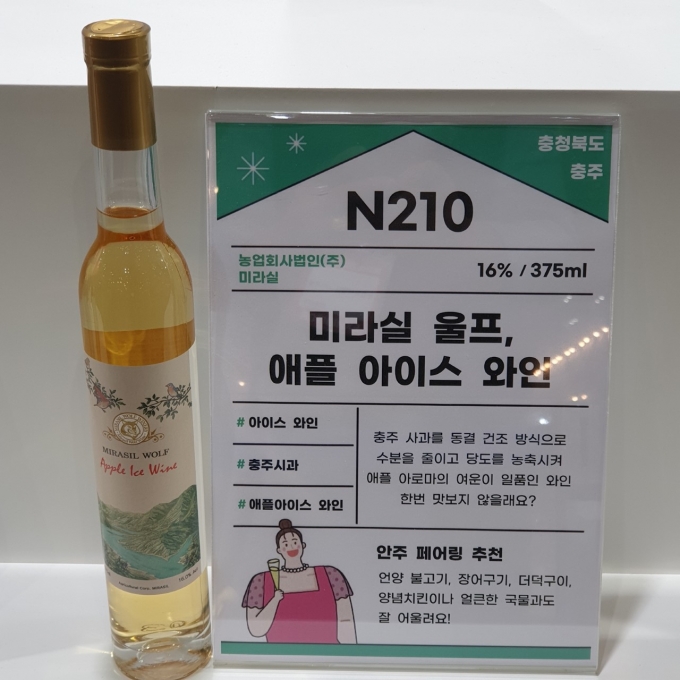 충청북도
충주
N210
농업회사법인(주)
미라실
16% / 375ml
미라실 울프,
애플 아이스 와인
# 아이스 와인
# 충주시과
# 애플아이스 와인
충주 사과를 동결 건조 방식으로
수분을 줄이고 당도를 농축시켜
애플 아로마의 여운이 일품인 와인
한번 맛보지 않을래요?
안주 페어링 추천
언양 불고기, 장어구기, 더덕구이,
양념치킨이나 얼큰한 국물과도
잘 어울려요!
MIRASIL WOLF
Apple Ice Wine